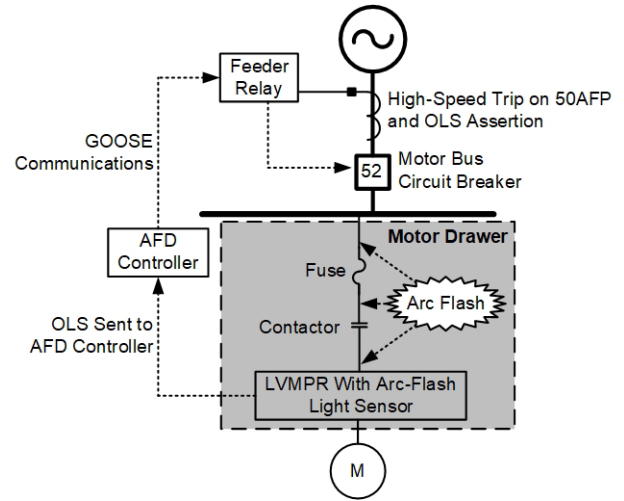 Feeder
Relay
High-Speed Trip on 50AFP
and OLS Assertion
GOOSE
Communications
52
Motor Bus
Circuit Breaker
AFD
Controller
Motor Drawer
Fuse
Arc Flash
Contactor
OLS Sent to
AFD Controller
LVMPR With Arc-Flash
Light Sensor
M